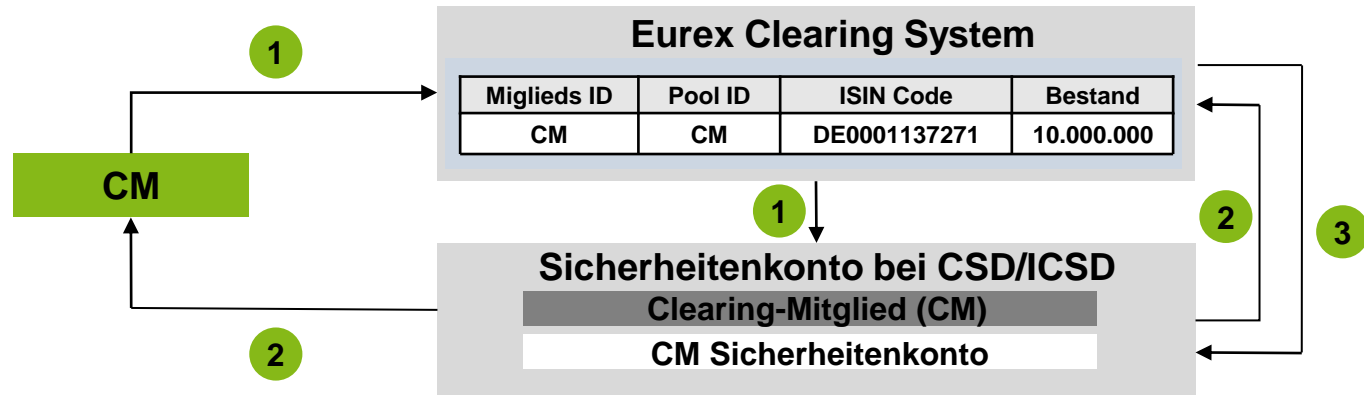 Eurex Clearing System
1
Miglieds ID Pool ID ISIN Code Bestand
CM CM DE0001137271 10.000.000
CM
1
2
3
Sicherheitenkonto bei CSD/ICSD
Clearing-Mitglied (CM)
CM Sicherheitenkonto
2